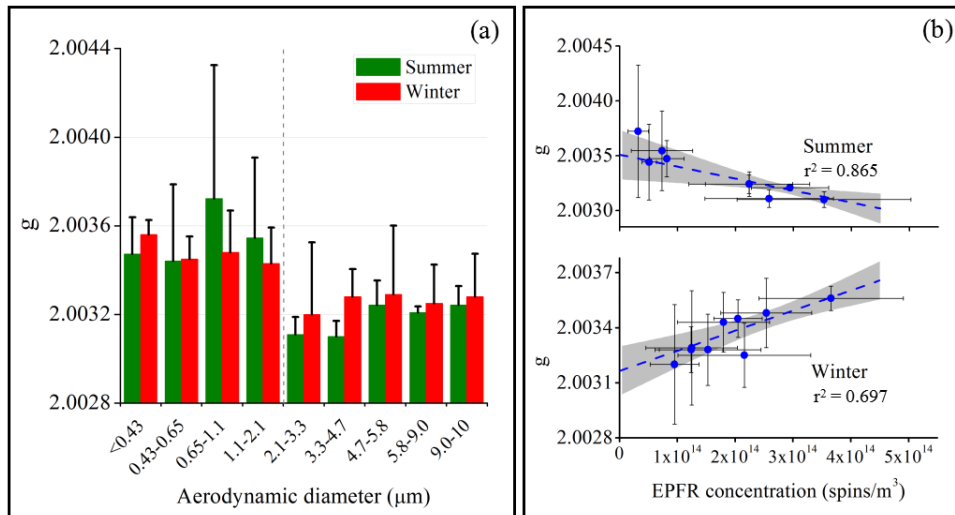 (a)
2.0044
2.0040
2.0036
2.0032
2.0028
g
Summer
Winter
<0.43
0.43-0.65
0.65-1.1
1.1-2.1
2.1-3.3
3.3-4.7
4.7-5.8
5.8-9.0
9.0-10
Aerodynamic diameter (μm)
(b)
2.0045
2.0040
2.0035
2.0030
g
Summer
r² = 0.865
2.0037
2.0034
2.0031
2.0028
g
Winter
r² = 0.697
0 1x10¹⁴ 2x10¹⁴ 3x10¹⁴ 4x10¹⁴ 5x10¹⁴
EPFR concentration (spins/m³)